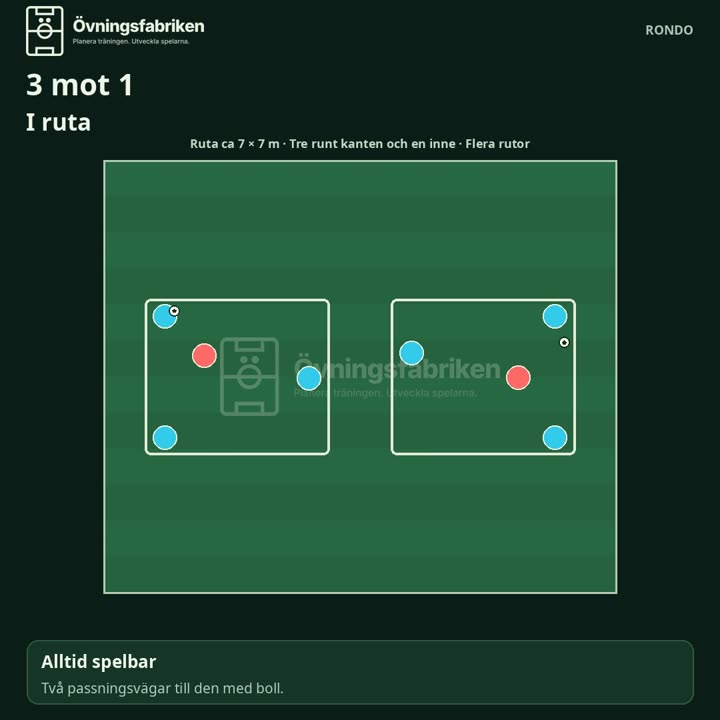 Övningsfabriken
Planera träningen. Utveckla spelarna.
RONDO
3 mot 1
I ruta
Ruta ca 7 × 7 m · Tre runt kanten och en inne · Flera rutor
Övningsfabriken
Planera träningen. Utveckla spelarna.
Alltid spelbar
Två passningsvägar till den med boll.